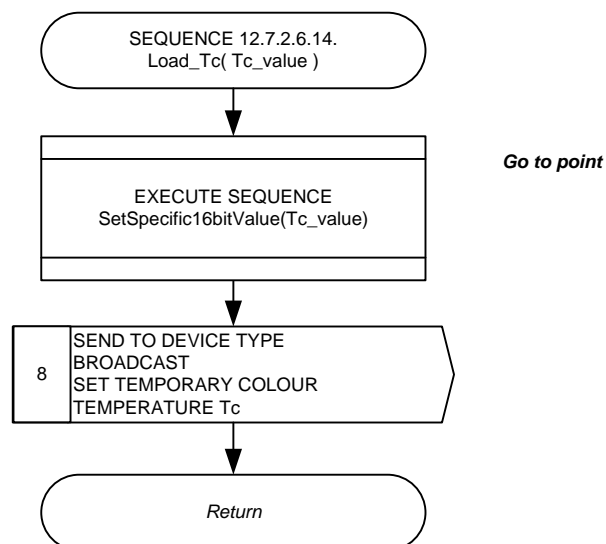 SEQUENCE 12.7.2.6.14.
Load_Tc( Tc_value )
Go to point
EXECUTE SEQUENCE
SetSpecific16bitValue(Tc_value)
8
SEND TO DEVICE TYPE
BROADCAST
SET TEMPORARY COLOUR
TEMPERATURE Tc
Return